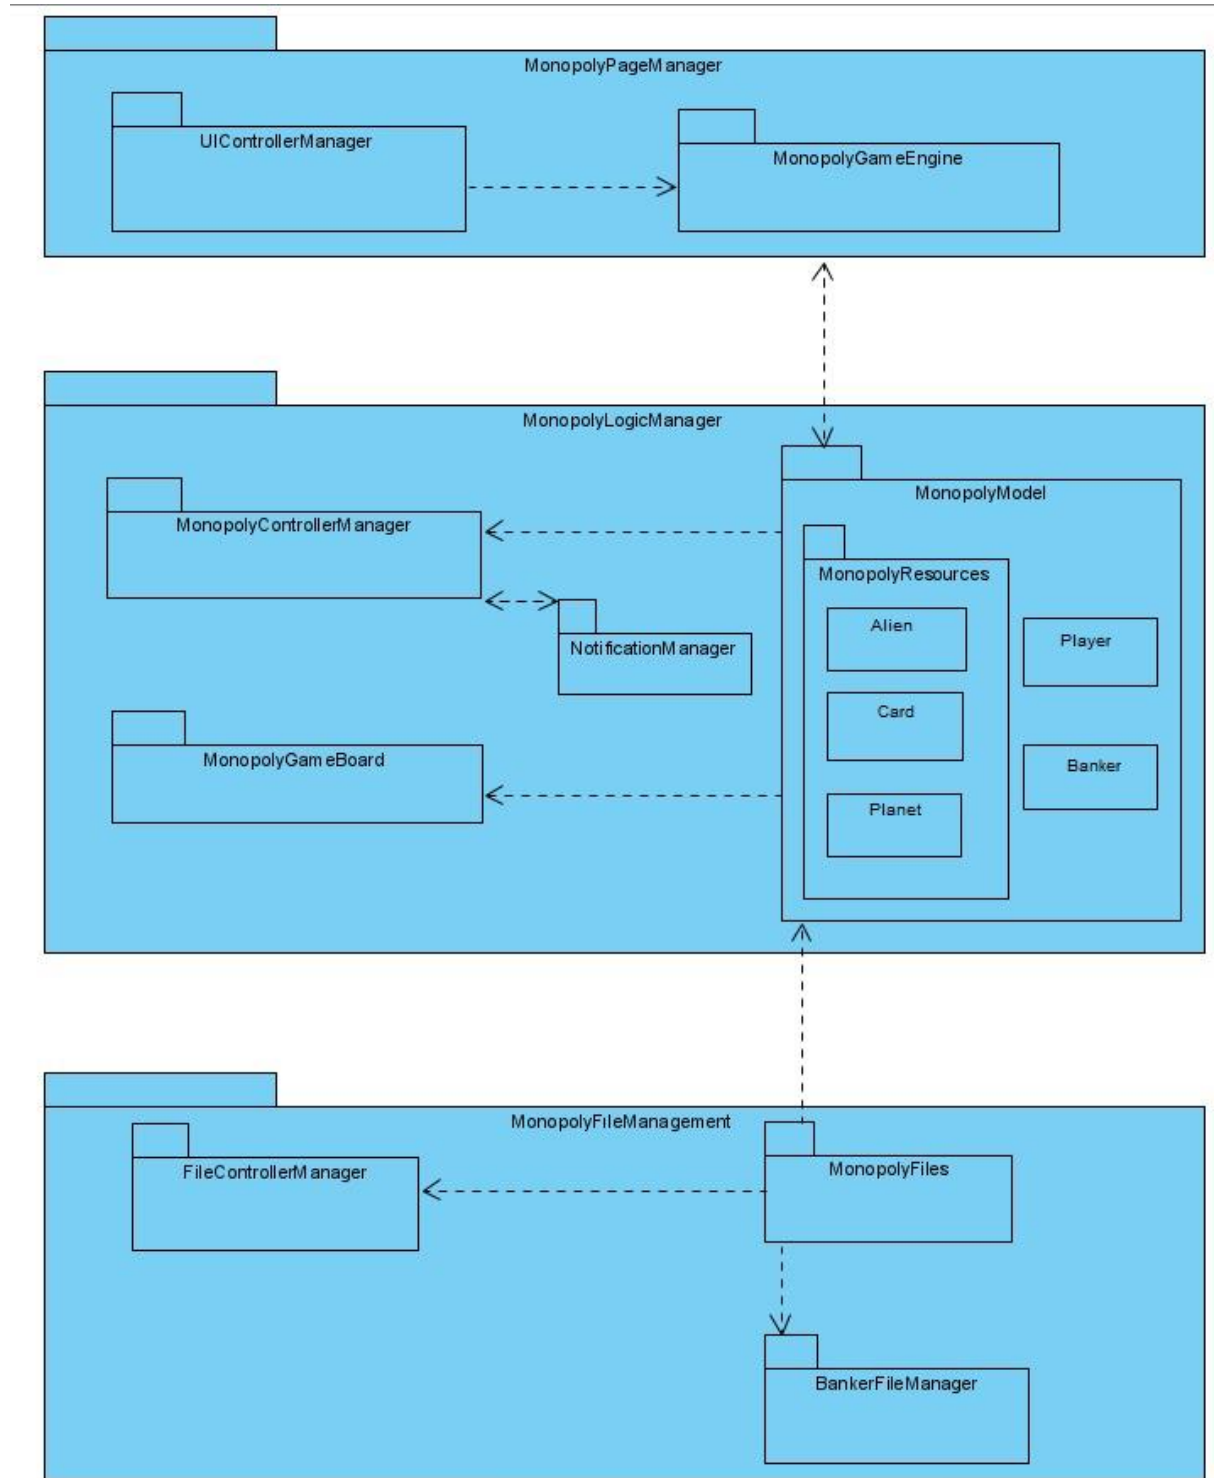 MonopolyPageManager
UIControllerManager
MonopolyGameEngine
MonopolyLogicManager
MonopolyModel
MonopolyControllerManager
MonopolyResources
Alien
Player
NotificationManager
Card
MonopolyGameBoard
Banker
Planet
MonopolyFileManagement
FileControllerManager
MonopolyFiles
BankerFileManager